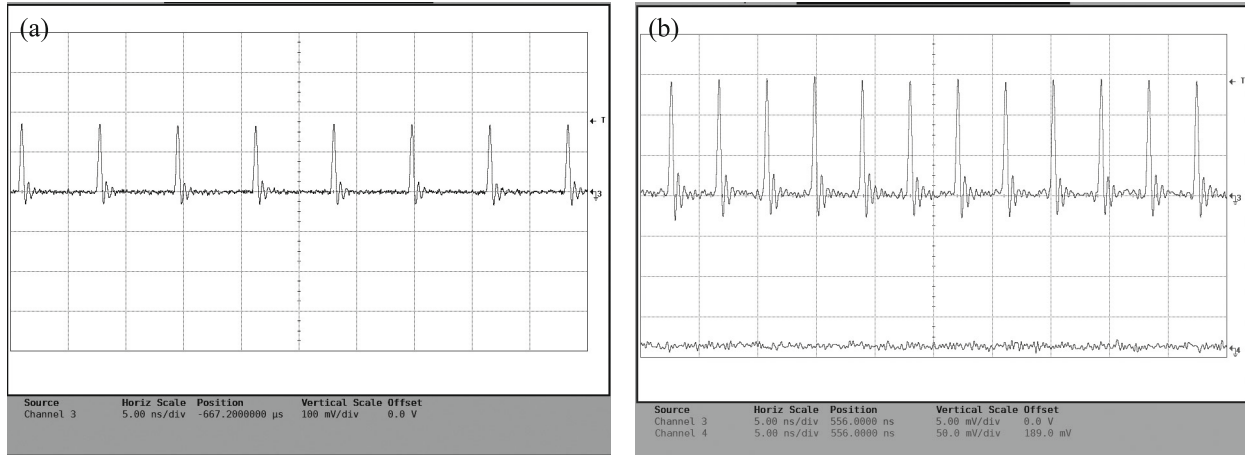 (a)
T
3
Source Horiz Scale Position Vertical Scale Offset
Channel 3 5.00 ns/div -667.2000000 µs 100 mV/div 0.0 V
(b)
T
3
4
Source Horiz Scale Position Vertical Scale Offset
Channel 3 5.00 ns/div 556.0000 ns 5.00 mV/div 0.0 V
Channel 4 5.00 ns/div 556.0000 ns 50.0 mV/div 189.0 mV